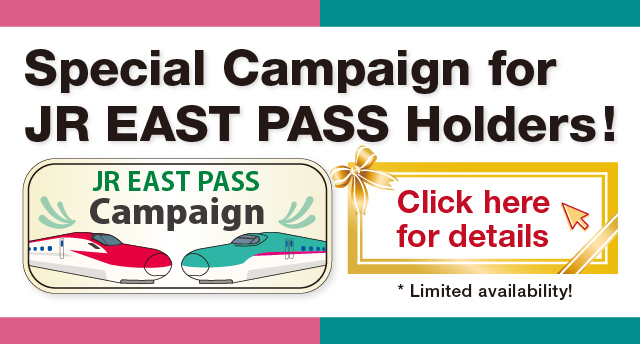 Special Campaign for
JR EAST PASS Holders!
JR EAST PASS
Campaign
Click here
for details
* Limited availability!